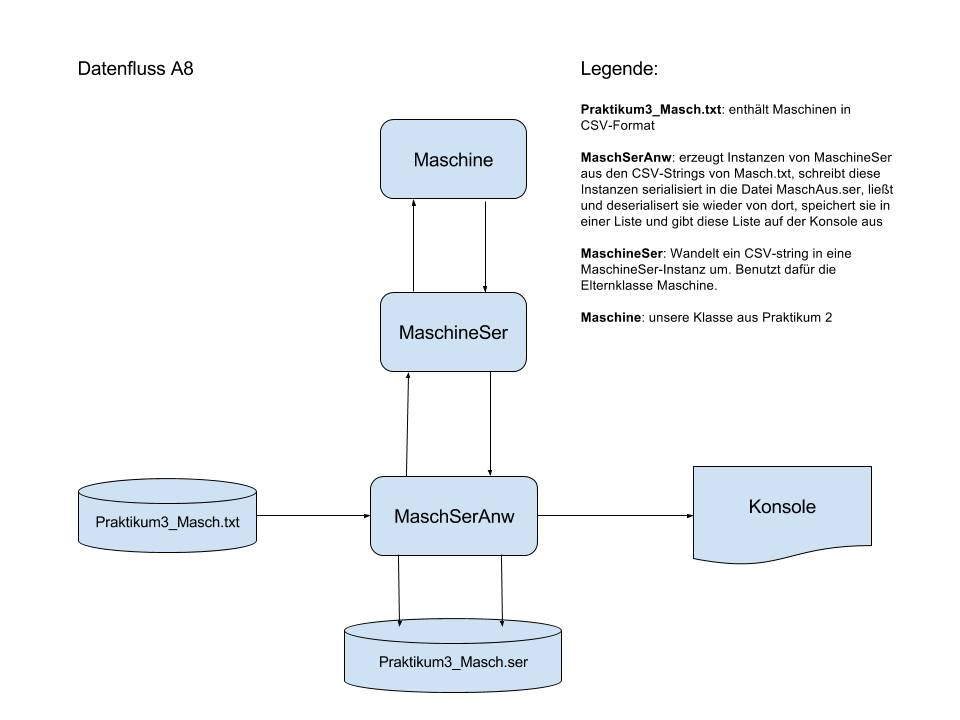 Datenfluss A8
Legende:
Praktikum3_Masch.txt: enthält Maschinen in
CSV-Format
MaschSerAnw: erzeugt Instanzen von MaschineSer
aus den CSV-Strings von Masch.txt, schreibt diese
Instanzen serialisiert in die Datei MaschAus.ser, ließt
und deserialisert sie wieder von dort, speichert sie in
einer Liste und gibt diese Liste auf der Konsole aus
MaschineSer: Wandelt ein CSV-string in eine
MaschineSer-Instanz um. Benutzt dafür die
Elternklasse Maschine.
Maschine: unsere Klasse aus Praktikum 2
Maschine
MaschineSer
Praktikum3_Masch.txt
MaschSerAnw
Konsole
Praktikum3_Masch.ser